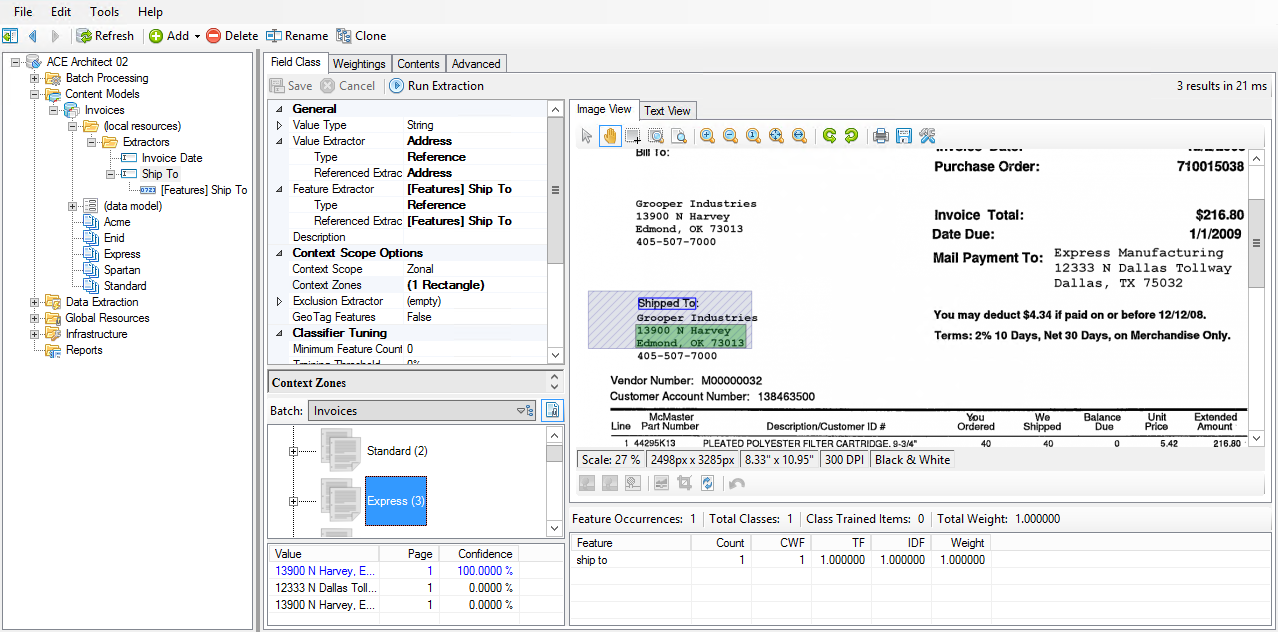 File Edit Tools Help
Refresh Add Delete Rename Clone
ACE Architect 02
Batch Processing
Content Models
Invoices
(local resources)
Extractors
Invoice Date
Ship To
[Features] Ship To
(data model)
Acme
Enid
Express
Spartan
Standard
Data Extraction
Global Resources
Infrastructure
Reports
Field Class Weightings Contents Advanced
Save Cancel Run Extraction 3 results in 21 ms
General
Value Type String
Value Extractor Address
Type Reference
Referenced Extrac Address
Feature Extractor [Features] Ship To
Type Reference
Referenced Extrac [Features] Ship To
Description
Context Scope Options
Context Scope Zonal
Context Zones (1 Rectangle)
Exclusion Extractor (empty)
GeoTag Features False
Classifier Tuning
Minimum Feature Count 0
Training Threshold 0%
Context Zones
Batch: Invoices
Standard (2)
Express (3)
Value Page Confidence
13900 N Harvey, E... 1 100.0000 %
12333 N Dallas Toll... 1 0.0000 %
13900 N Harvey, E... 1 0.0000 %
Image View Text View
Bill To:
Purchase Order: 710015038
Grooper Industries
13900 N Harvey
Edmond, OK 73013
405-507-7000
Invoice Total: $216.80
Date Due: 1/1/2009
Mail Payment To: Express Manufacturing
12333 N Dallas Tollway
Dallas, TX 75032
Shipped To:
Grooper Industries
13900 N Harvey
Edmond, OK 73013
405-507-7000
You may deduct $4.34 if paid on or before 12/12/08.
Terms: 2% 10 Days, Net 30 Days, on Merchandise Only.
Vendor Number: M00000032
Customer Account Number: 138463500
Line McMaster Part Number Description/Customer ID # You Ordered We Shipped Balance Due Unit Price Extended Amount
1 44295K13 PLEATED POLYESTER FILTER CARTRIDGE, 9-3/4" 40 40 0 5.42 216.80
Scale: 27 % 2498px x 3285px 8.33" x 10.95" 300 DPI Black & White
Feature Occurrences: 1 Total Classes: 1 Class Trained Items: 0 Total Weight: 1.000000
Feature Count CWF TF IDF Weight
ship to 1 1 1.000000 1.000000 1.000000